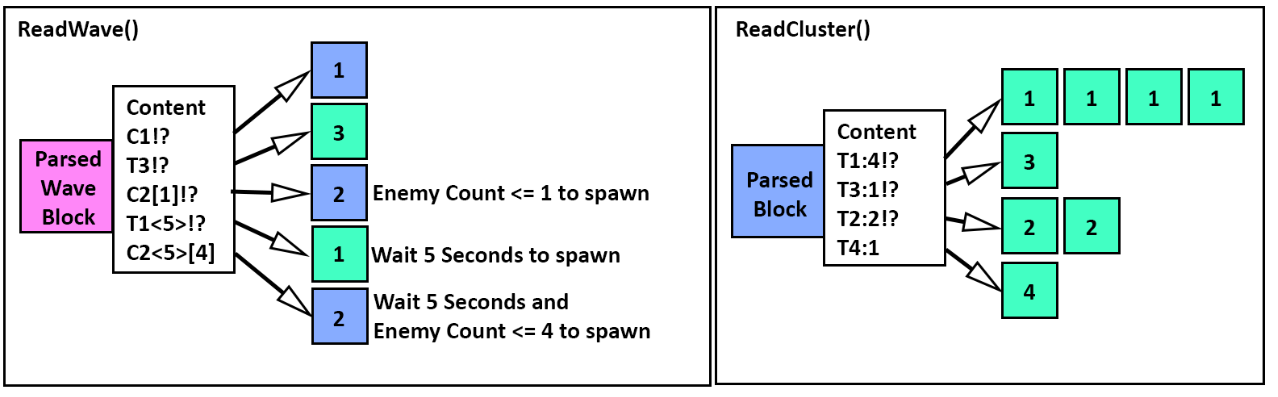 ReadWave()
Parsed
Wave
Block
Content
C1!?
T3!?
C2[1]!?
T1<5>!?
C2<5>[4]
1
3
2 Enemy Count <= 1 to spawn
1 Wait 5 Seconds to spawn
2 Wait 5 Seconds and
Enemy Count <= 4 to spawn
ReadCluster()
Parsed
Block
Content
T1:4!?
T3:1!?
T2:2!?
T4:1
1 1 1 1
3
2 2
4